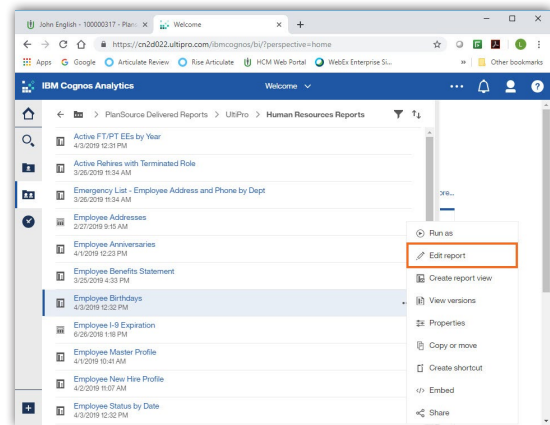 John English - 100000317 - Plan
Welcome
https://cn2d022.ultipro.com/ibmcognos/bi/?perspective=home
Apps Google Articulate Review Rise Articulate HCM Web Portal WebEx Enterprise Si... » Other bookmarks
IBM Cognos Analytics
Welcome
... > PlanSource Delivered Reports > UltiPro > Human Resources Reports
Active FT/PT EEs by Year
4/3/2019 12:31 PM
Active Rehires with Terminated Role
3/26/2019 11:34 AM
Emergency List - Employee Address and Phone by Dept
3/26/2019 11:34 AM
Employee Addresses
2/27/2019 9:15 AM
Employee Anniversaries
4/1/2019 12:23 PM
Employee Benefits Statement
3/25/2019 4:33 PM
Employee Birthdays
4/3/2019 12:32 PM
Employee I-9 Expiration
6/26/2018 1:18 PM
Employee Master Profile
4/1/2019 10:41 AM
Employee New Hire Profile
4/2/2019 11:07 AM
Employee Status by Date
4/3/2019 12:32 PM
ore...
Run as
Edit report
Create report view
View versions
Properties
Copy or move
Create shortcut
Embed
Share